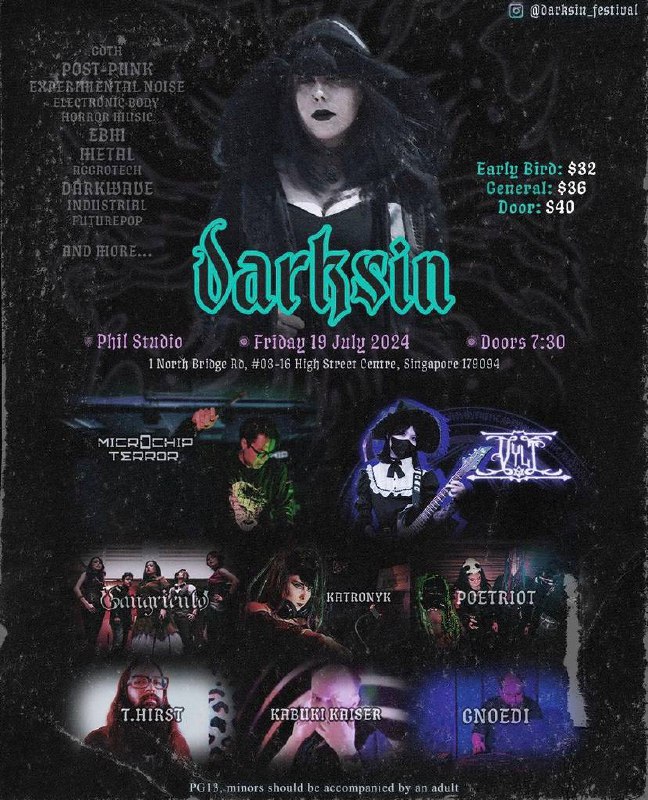 @darksin_festival
GOTH
POST-PUNK
EXPERIMENTAL NOISE
ELECTRONIC BODY
HORROR MUSIC
EBM
METAL
AGGROTECH
DARKWAVE
INDUSTRIAL
FUTUREPOP
AND MORE...
Early Bird: $32
General: $36
Door: $40
darksin
Phil Studio
Friday 19 July 2024
Doors 7:30
1 North Bridge Rd, #08-16 High Street Centre, Singapore 179094
MICROCHIP
TERROR
Sangriento
KATRONYK
POETRIOT
T.HIRST
KABUKI KAISER
GNOEDI
PG13, minors should be accompanied by an adult